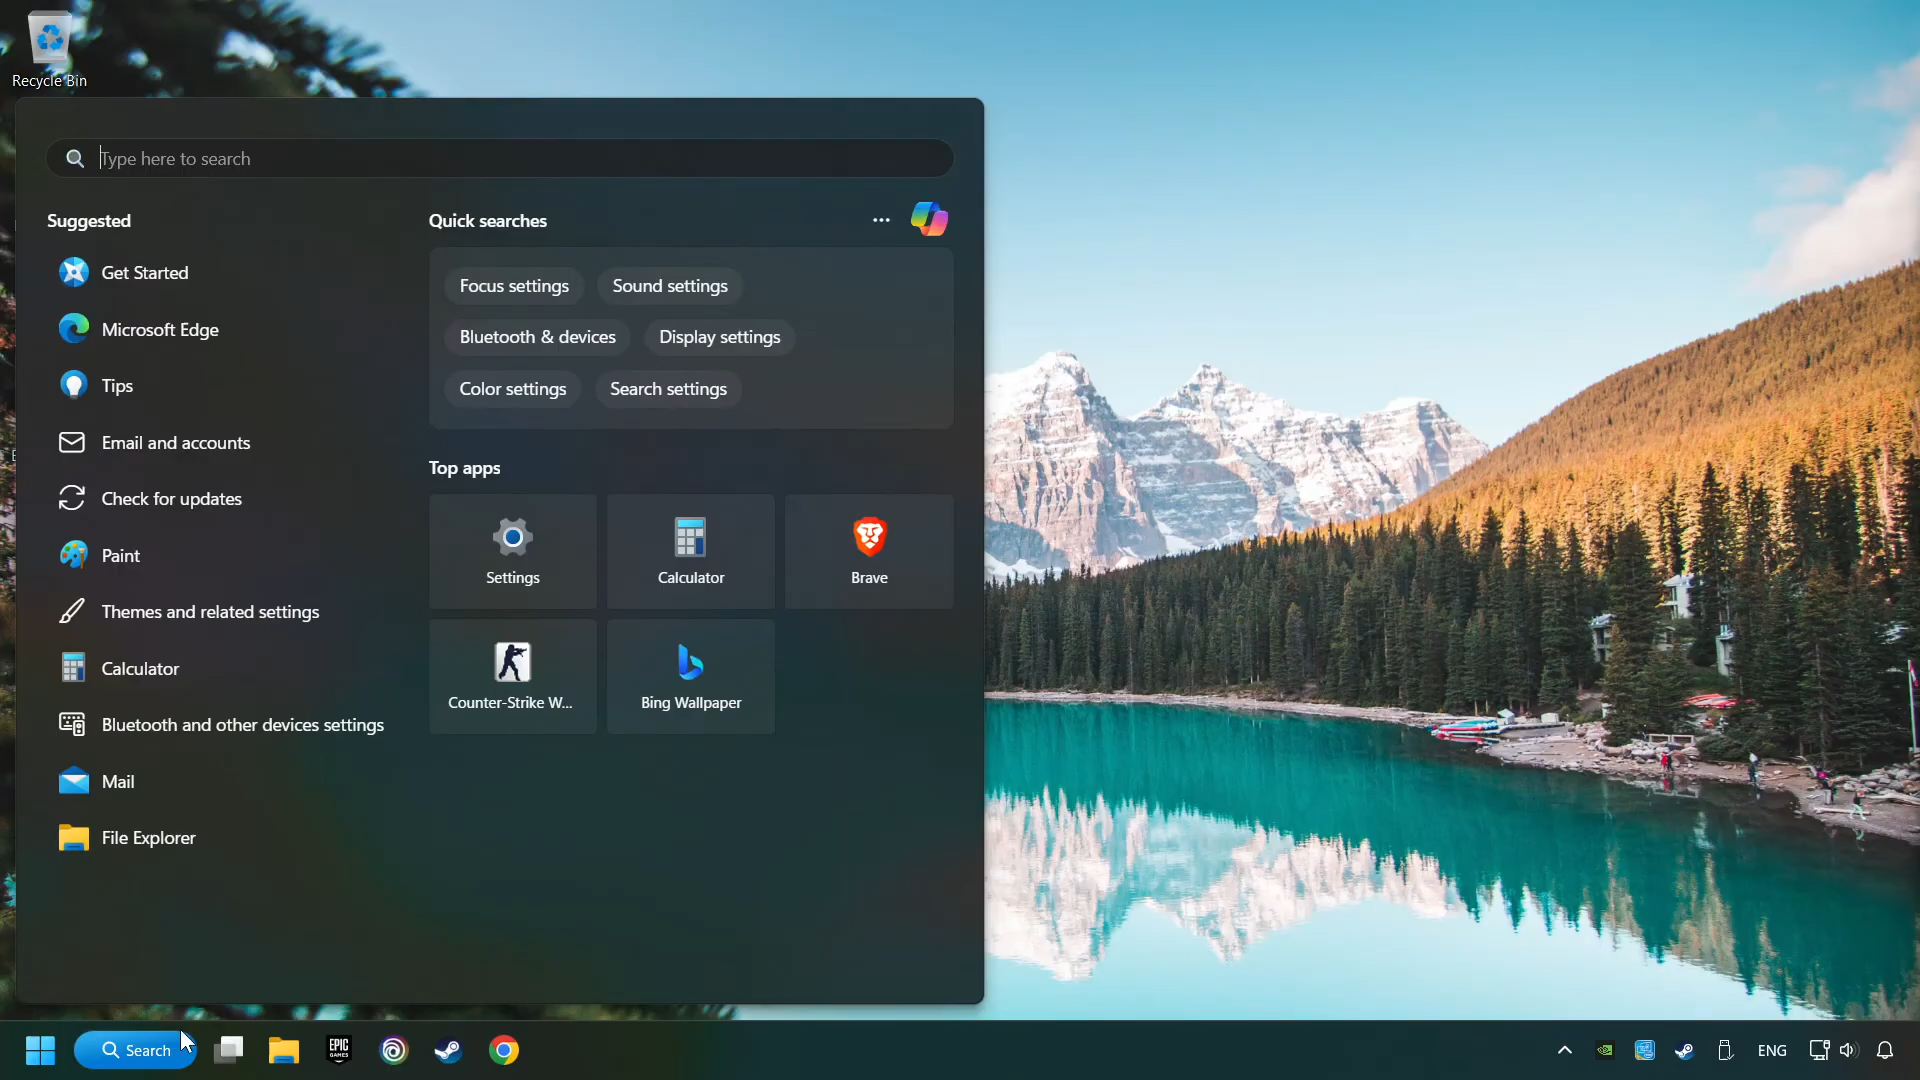 Recycle Bin
Type here to search
Suggested
Get Started
Microsoft Edge
Tips
Email and accounts
Check for updates
Paint
Themes and related settings
Calculator
Bluetooth and other devices settings
Mail
File Explorer
Quick searches
Focus settings
Sound settings
Bluetooth & devices
Display settings
Color settings
Search settings
Top apps
Settings
Calculator
Brave
Counter-Strike W...
Bing Wallpaper
Search
EPIC
GAMES
ENG